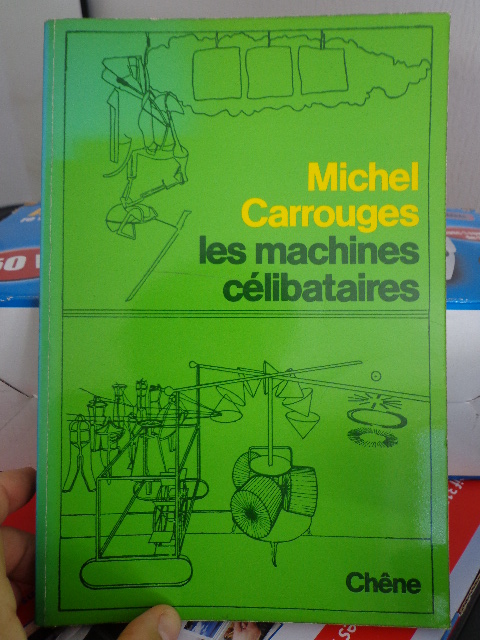 Michel
Carrouges
les machines
célibataires
Chêne